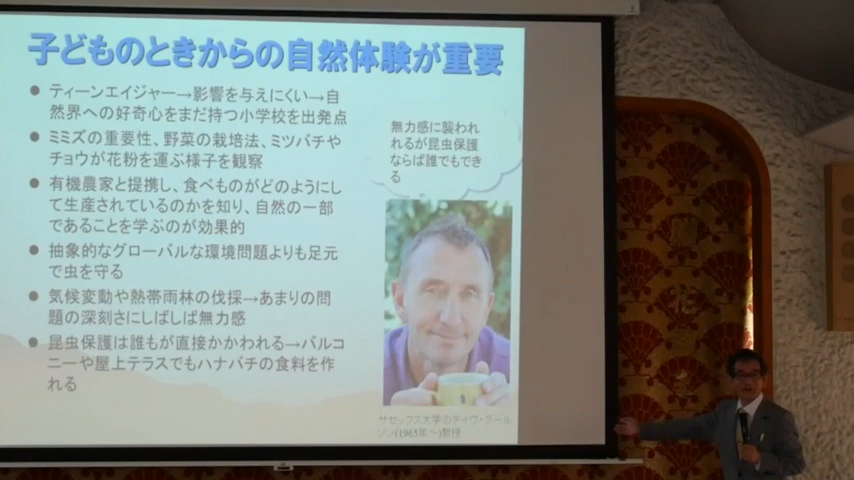 子どものときからの自然体験が重要
● ティーンエイジャー→影響を与えにくい→自
然界への好奇心をまだ持つ小学校を出発点
● ミミズの重要性、野菜の栽培法、ミツバチや
チョウが花粉を運ぶ様子を観察
● 有機農家と提携し、食べものがどのようにし
て生産されているのかを知り、自然の一部
であることを学ぶのが効果的
● 抽象的なグローバルな環境問題よりも足元
で虫を守る
● 気候変動や熱帯雨林の伐採→あまりの問
題の深刻さにしばしば無力感
● 昆虫保護は誰もが直接かかわれる→バルコ
ニーや屋上テラスでもハナバチの食料を作
れる
無力感に襲われ
れるが昆虫保護
ならば誰でもでき
る
サセックス大学のデイヴ・グール
ソン(1965年～)教授